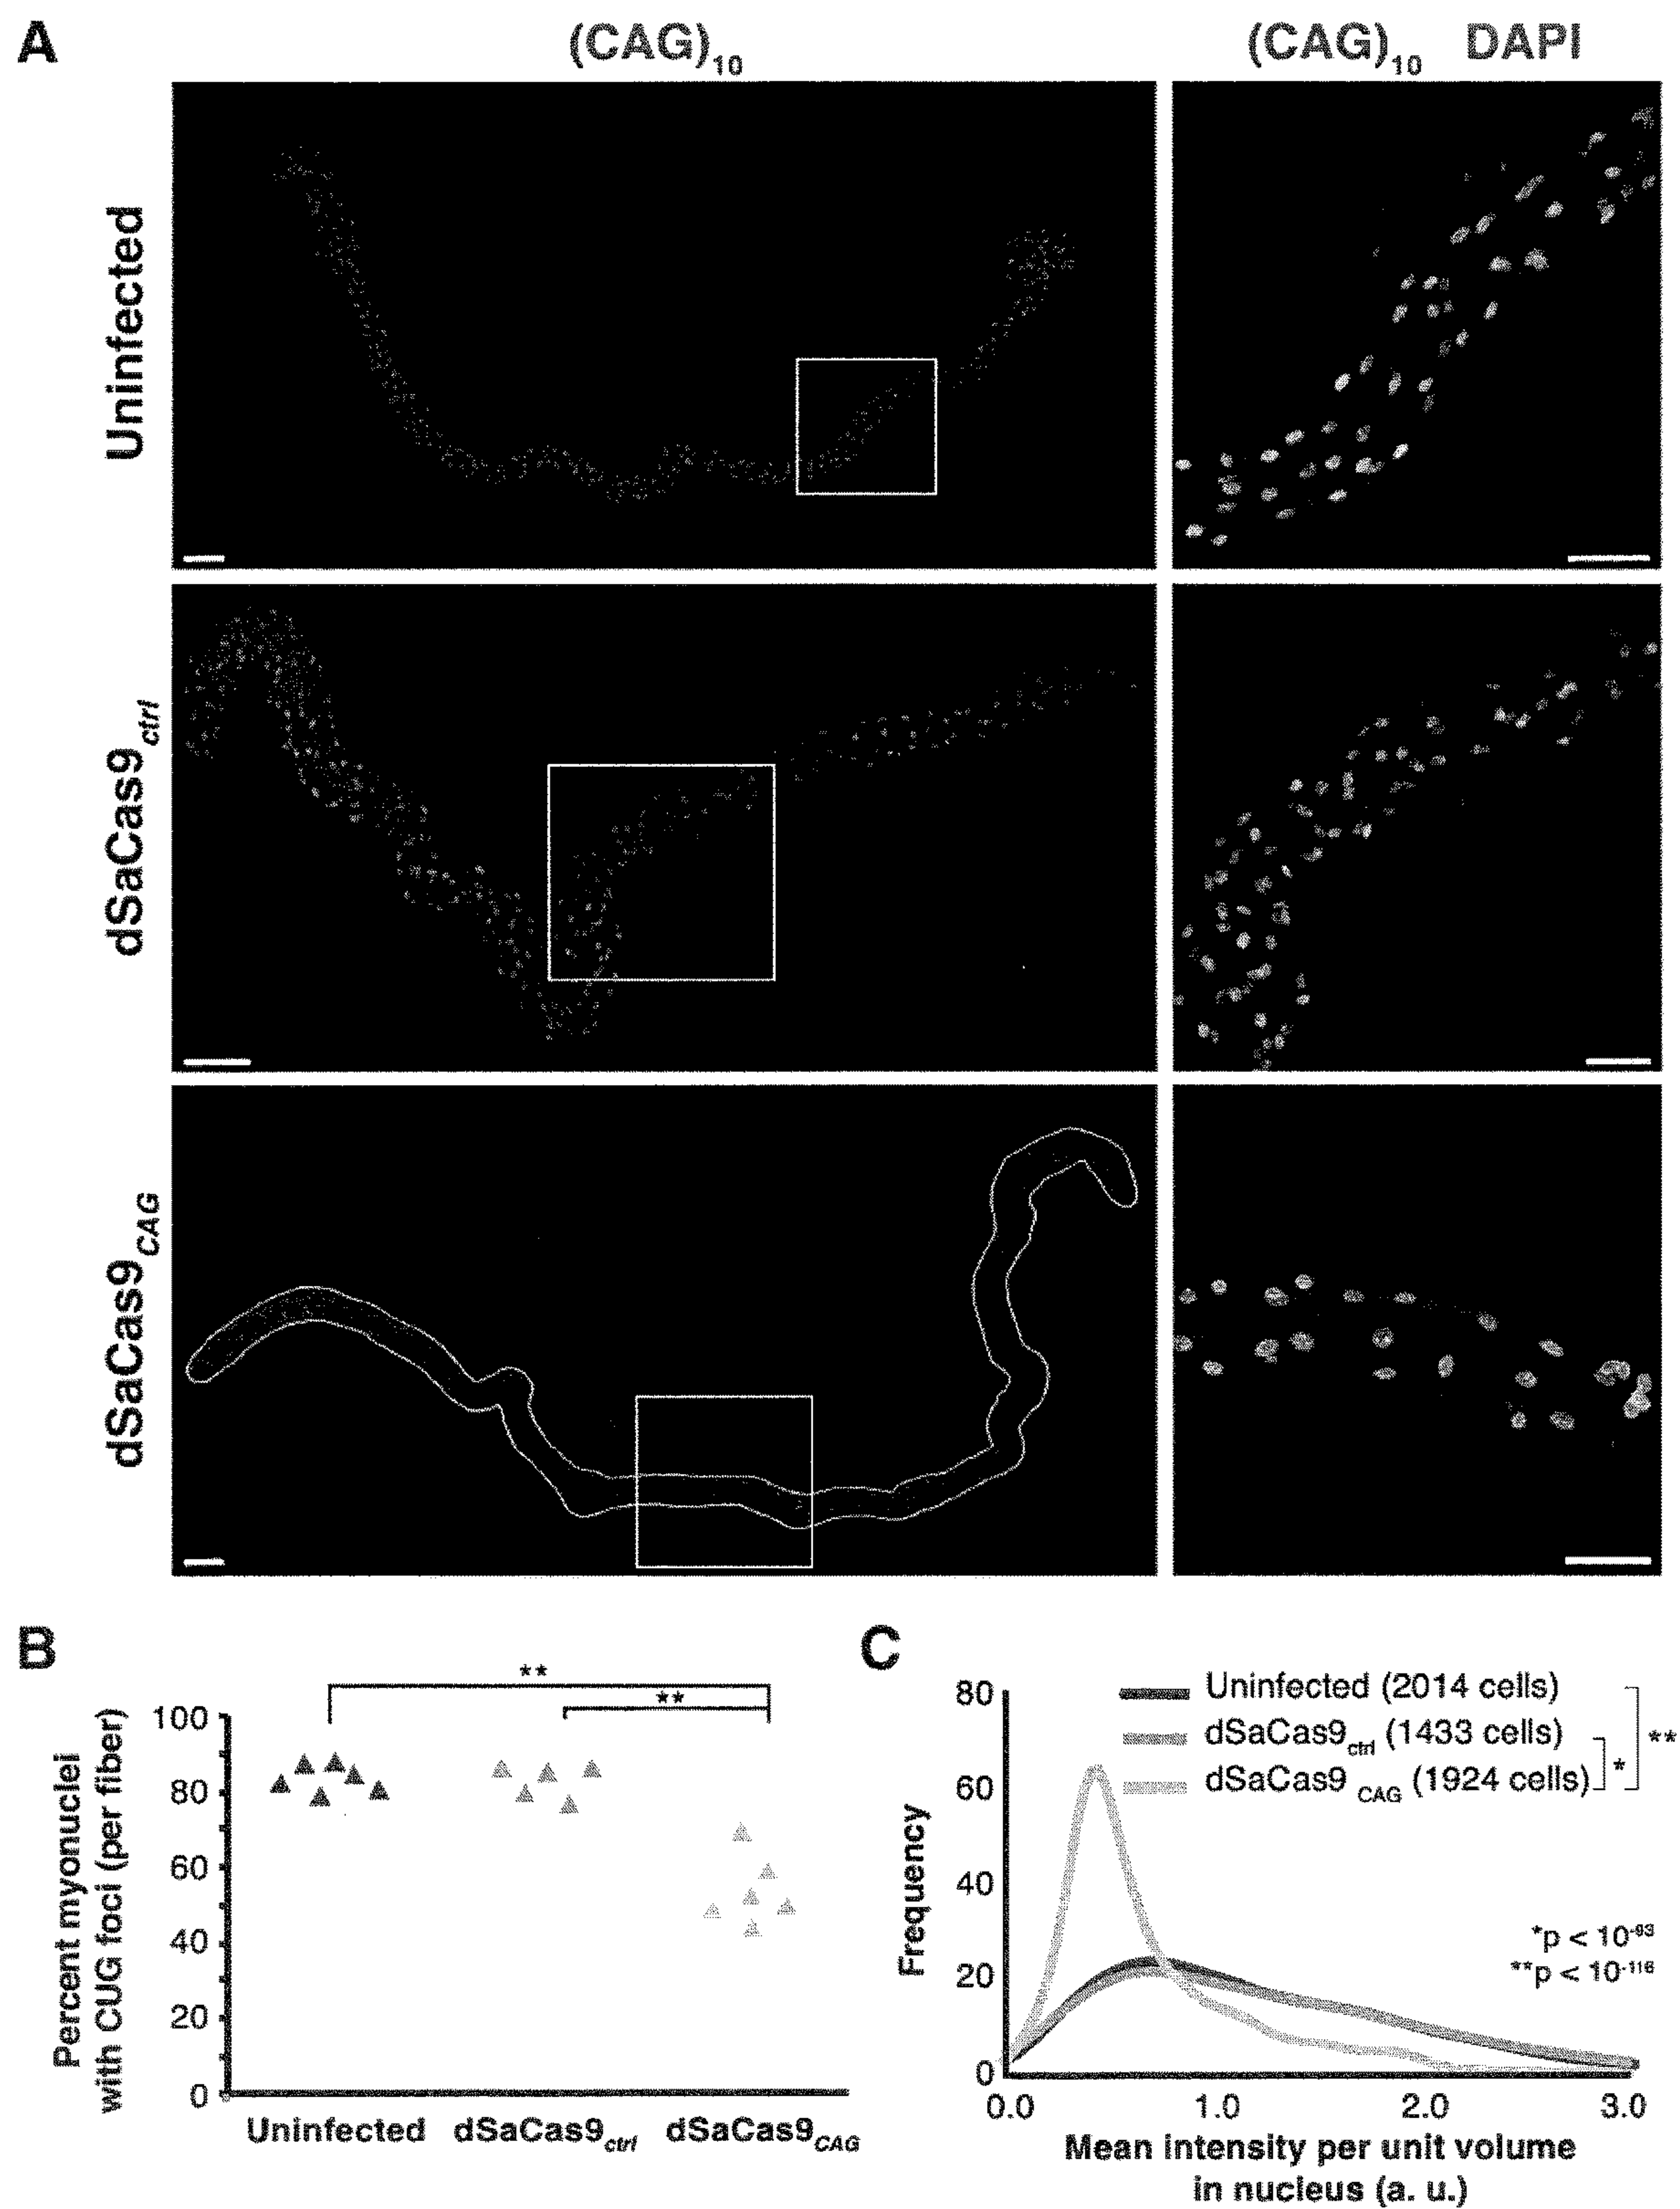 A
(CAG)10
(CAG)10 DAPI
Uninfected
dSaCas9ctrl
dSaCas9CAG
B
Percent myonuclei
with CUG foci (per fiber)
100
80
60
40
20
0
**
**
Uninfected
dSaCas9ctrl
dSaCas9CAG
C
Frequency
80
60
40
20
0
Uninfected (2014 cells)
dSaCas9ctrl (1433 cells)
dSaCas9CAG (1924 cells)
*
**
*p < 10-93
**p < 10-116
0.0
1.0
2.0
3.0
Mean intensity per unit volume
in nucleus (a. u.)